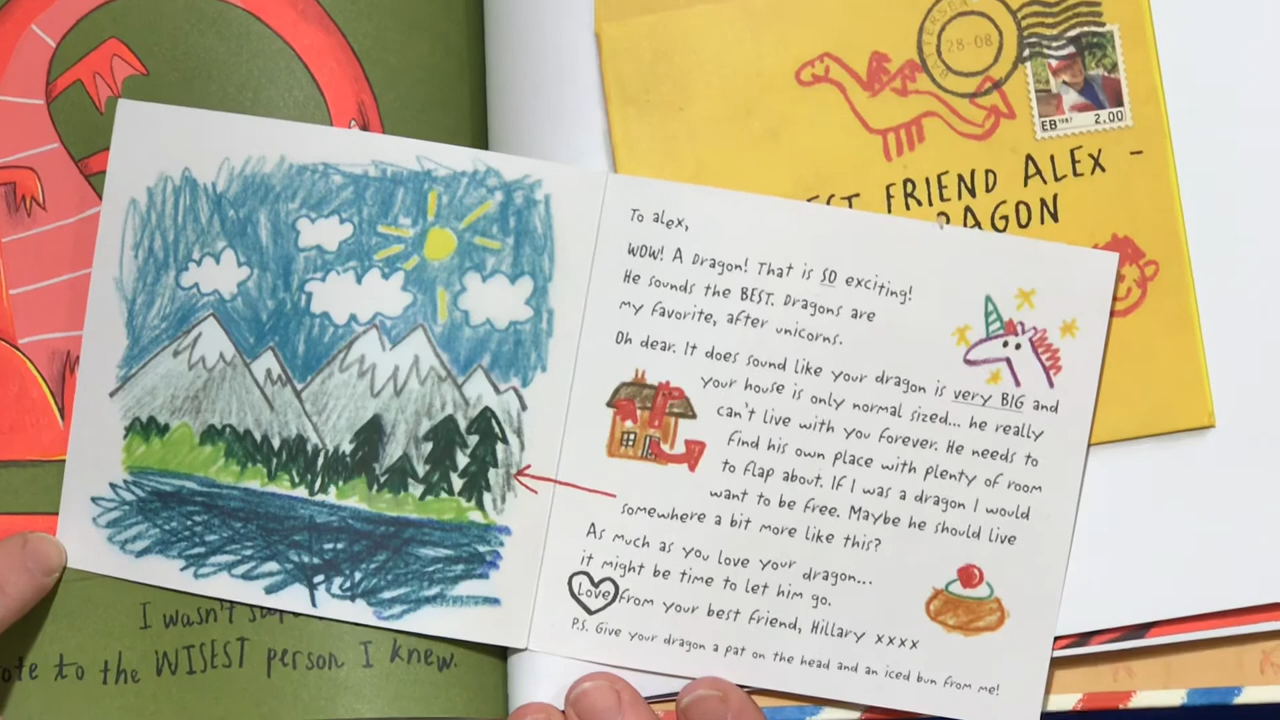 BATTERSEA
28-08
EB 1987 2.00
FRIEND ALEX -
To alex,
WOW! A Dragon! That is SO exciting!
He sounds the BEST. Dragons are
my favorite, after unicorns.
Oh dear. It does sound like your dragon is very BIG and
your house is only normal sized... he really
can't live with you forever. He needs to
find his own place with plenty of room
to flap about. If I was a dragon I would
want to be free. Maybe he should live
somewhere a bit more like this?
As much as you love your dragon...
it might be time to let him go.
Love from your best friend, Hillary xxxx
P.S. Give your dragon a pat on the head and an iced bun from me!
I wasn't
to the WISEST person I knew.